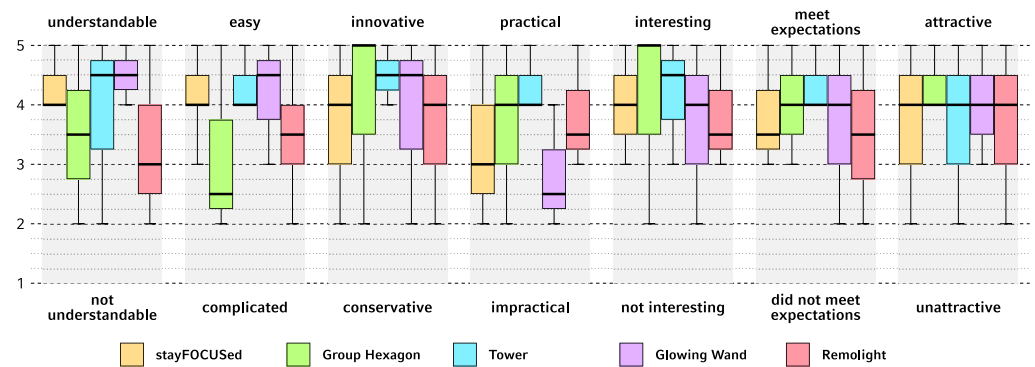 understandable
easy
innovative
practical
interesting
meet
expectations
attractive
5
4
3
2
1
not
understandable
complicated
conservative
impractical
not interesting
did not meet
expectations
unattractive
stayFOCUSed
Group Hexagon
Tower
Glowing Wand
Remolight